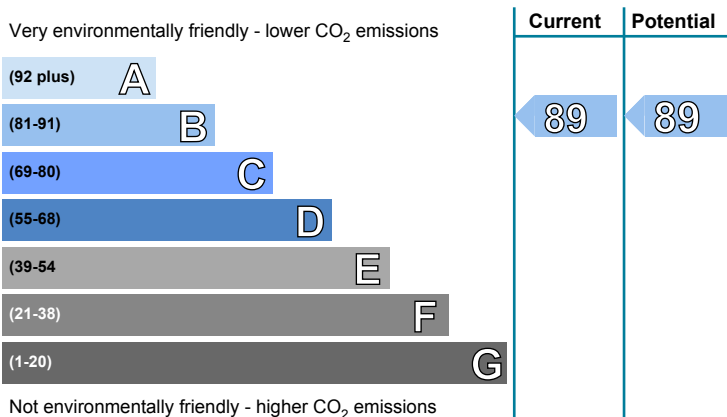 Very environmentally friendly - lower CO2 emissions
Current
Potential
(92 plus) A
(81-91) B
89
89
(69-80) C
(55-68) D
(39-54 E
(21-38) F
(1-20) G
Not environmentally friendly - higher CO2 emissions